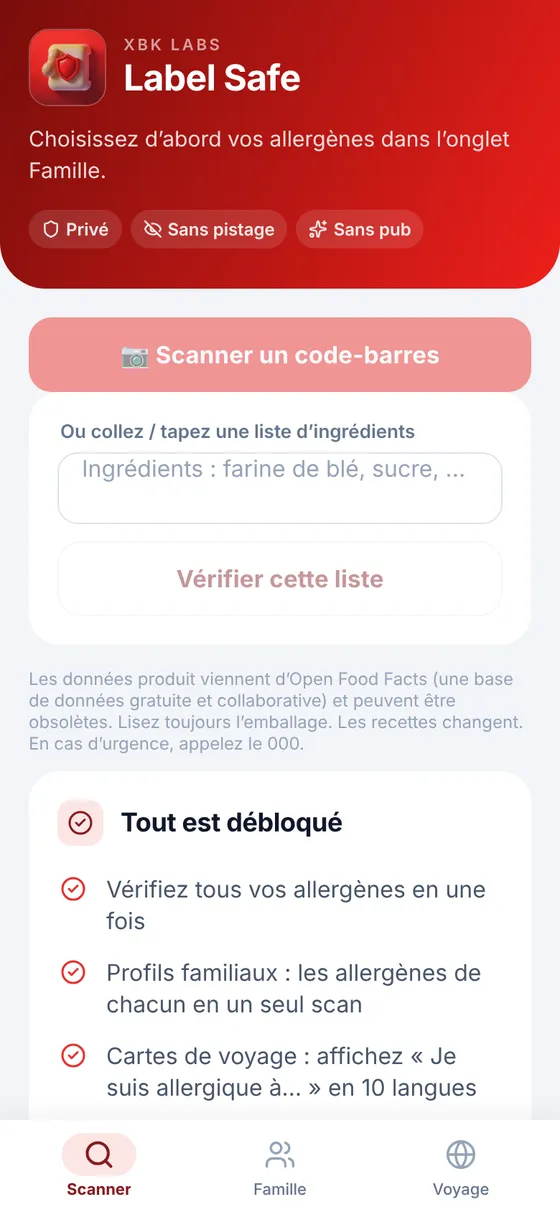 XBK LABS
Label Safe
Choisissez d’abord vos allergènes dans l’onglet
Famille.
Privé
Sans pistage
Sans pub
📷 Scanner un code-barres
Ou collez / tapez une liste d’ingrédients
Ingrédients : farine de blé, sucre, ...
Vérifier cette liste
Les données produit viennent d’Open Food Facts (une base
de données gratuite et collaborative) et peuvent être
obsolètes. Lisez toujours l’emballage. Les recettes changent.
En cas d’urgence, appelez le 000.
Tout est débloqué
Vérifiez tous vos allergènes en une
fois
Profils familiaux : les allergènes de
chacun en un seul scan
Cartes de voyage : affichez « Je
suis allergique à... » en 10 langues
Scanner
Famille
Voyage